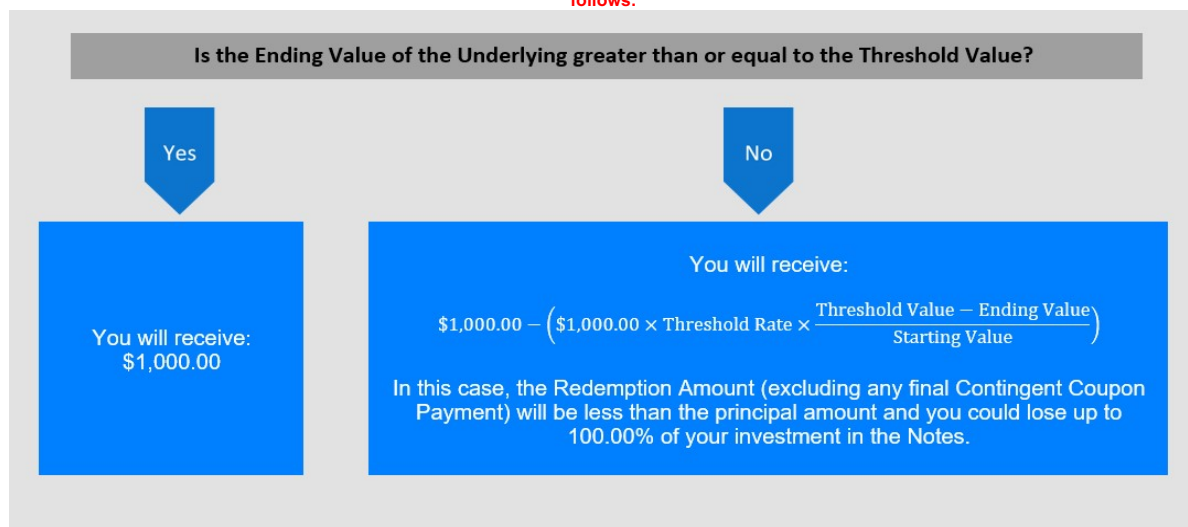 follows:
Is the Ending Value of the Underlying greater than or equal to the Threshold Value?
Yes
No
You will receive:
$1,000.00
You will receive:
$1,000.00 − ($1,000.00 × Threshold Rate × (Threshold Value − Ending Value) / Starting Value)
In this case, the Redemption Amount (excluding any final Contingent Coupon
Payment) will be less than the principal amount and you could lose up to
100.00% of your investment in the Notes.